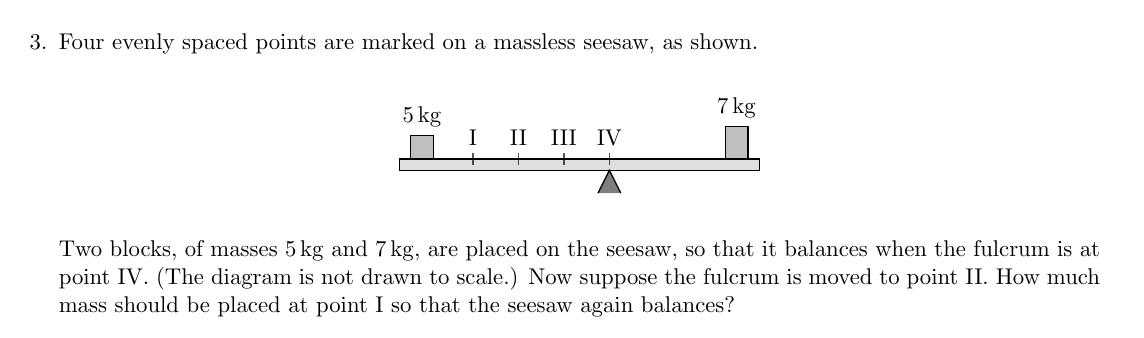 3. Four evenly spaced points are marked on a massless seesaw, as shown.
7 kg
5 kg
I II III IV
Two blocks, of masses 5 kg and 7 kg, are placed on the seesaw, so that it balances when the fulcrum is at
point IV. (The diagram is not drawn to scale.) Now suppose the fulcrum is moved to point II. How much
mass should be placed at point I so that the seesaw again balances?